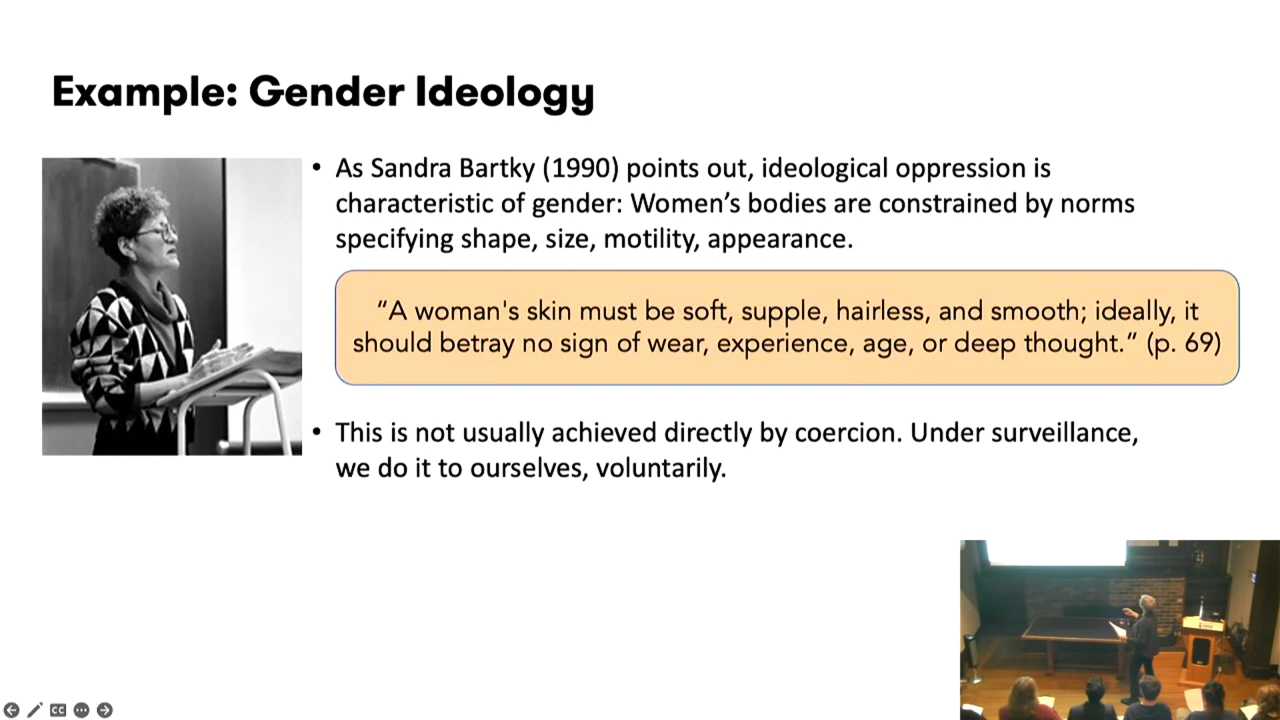 Example: Gender Ideology
• As Sandra Bartky (1990) points out, ideological oppression is
characteristic of gender: Women’s bodies are constrained by norms
specifying shape, size, motility, appearance.
“A woman's skin must be soft, supple, hairless, and smooth; ideally, it
should betray no sign of wear, experience, age, or deep thought.” (p. 69)
• This is not usually achieved directly by coercion. Under surveillance,
we do it to ourselves, voluntarily.
CC